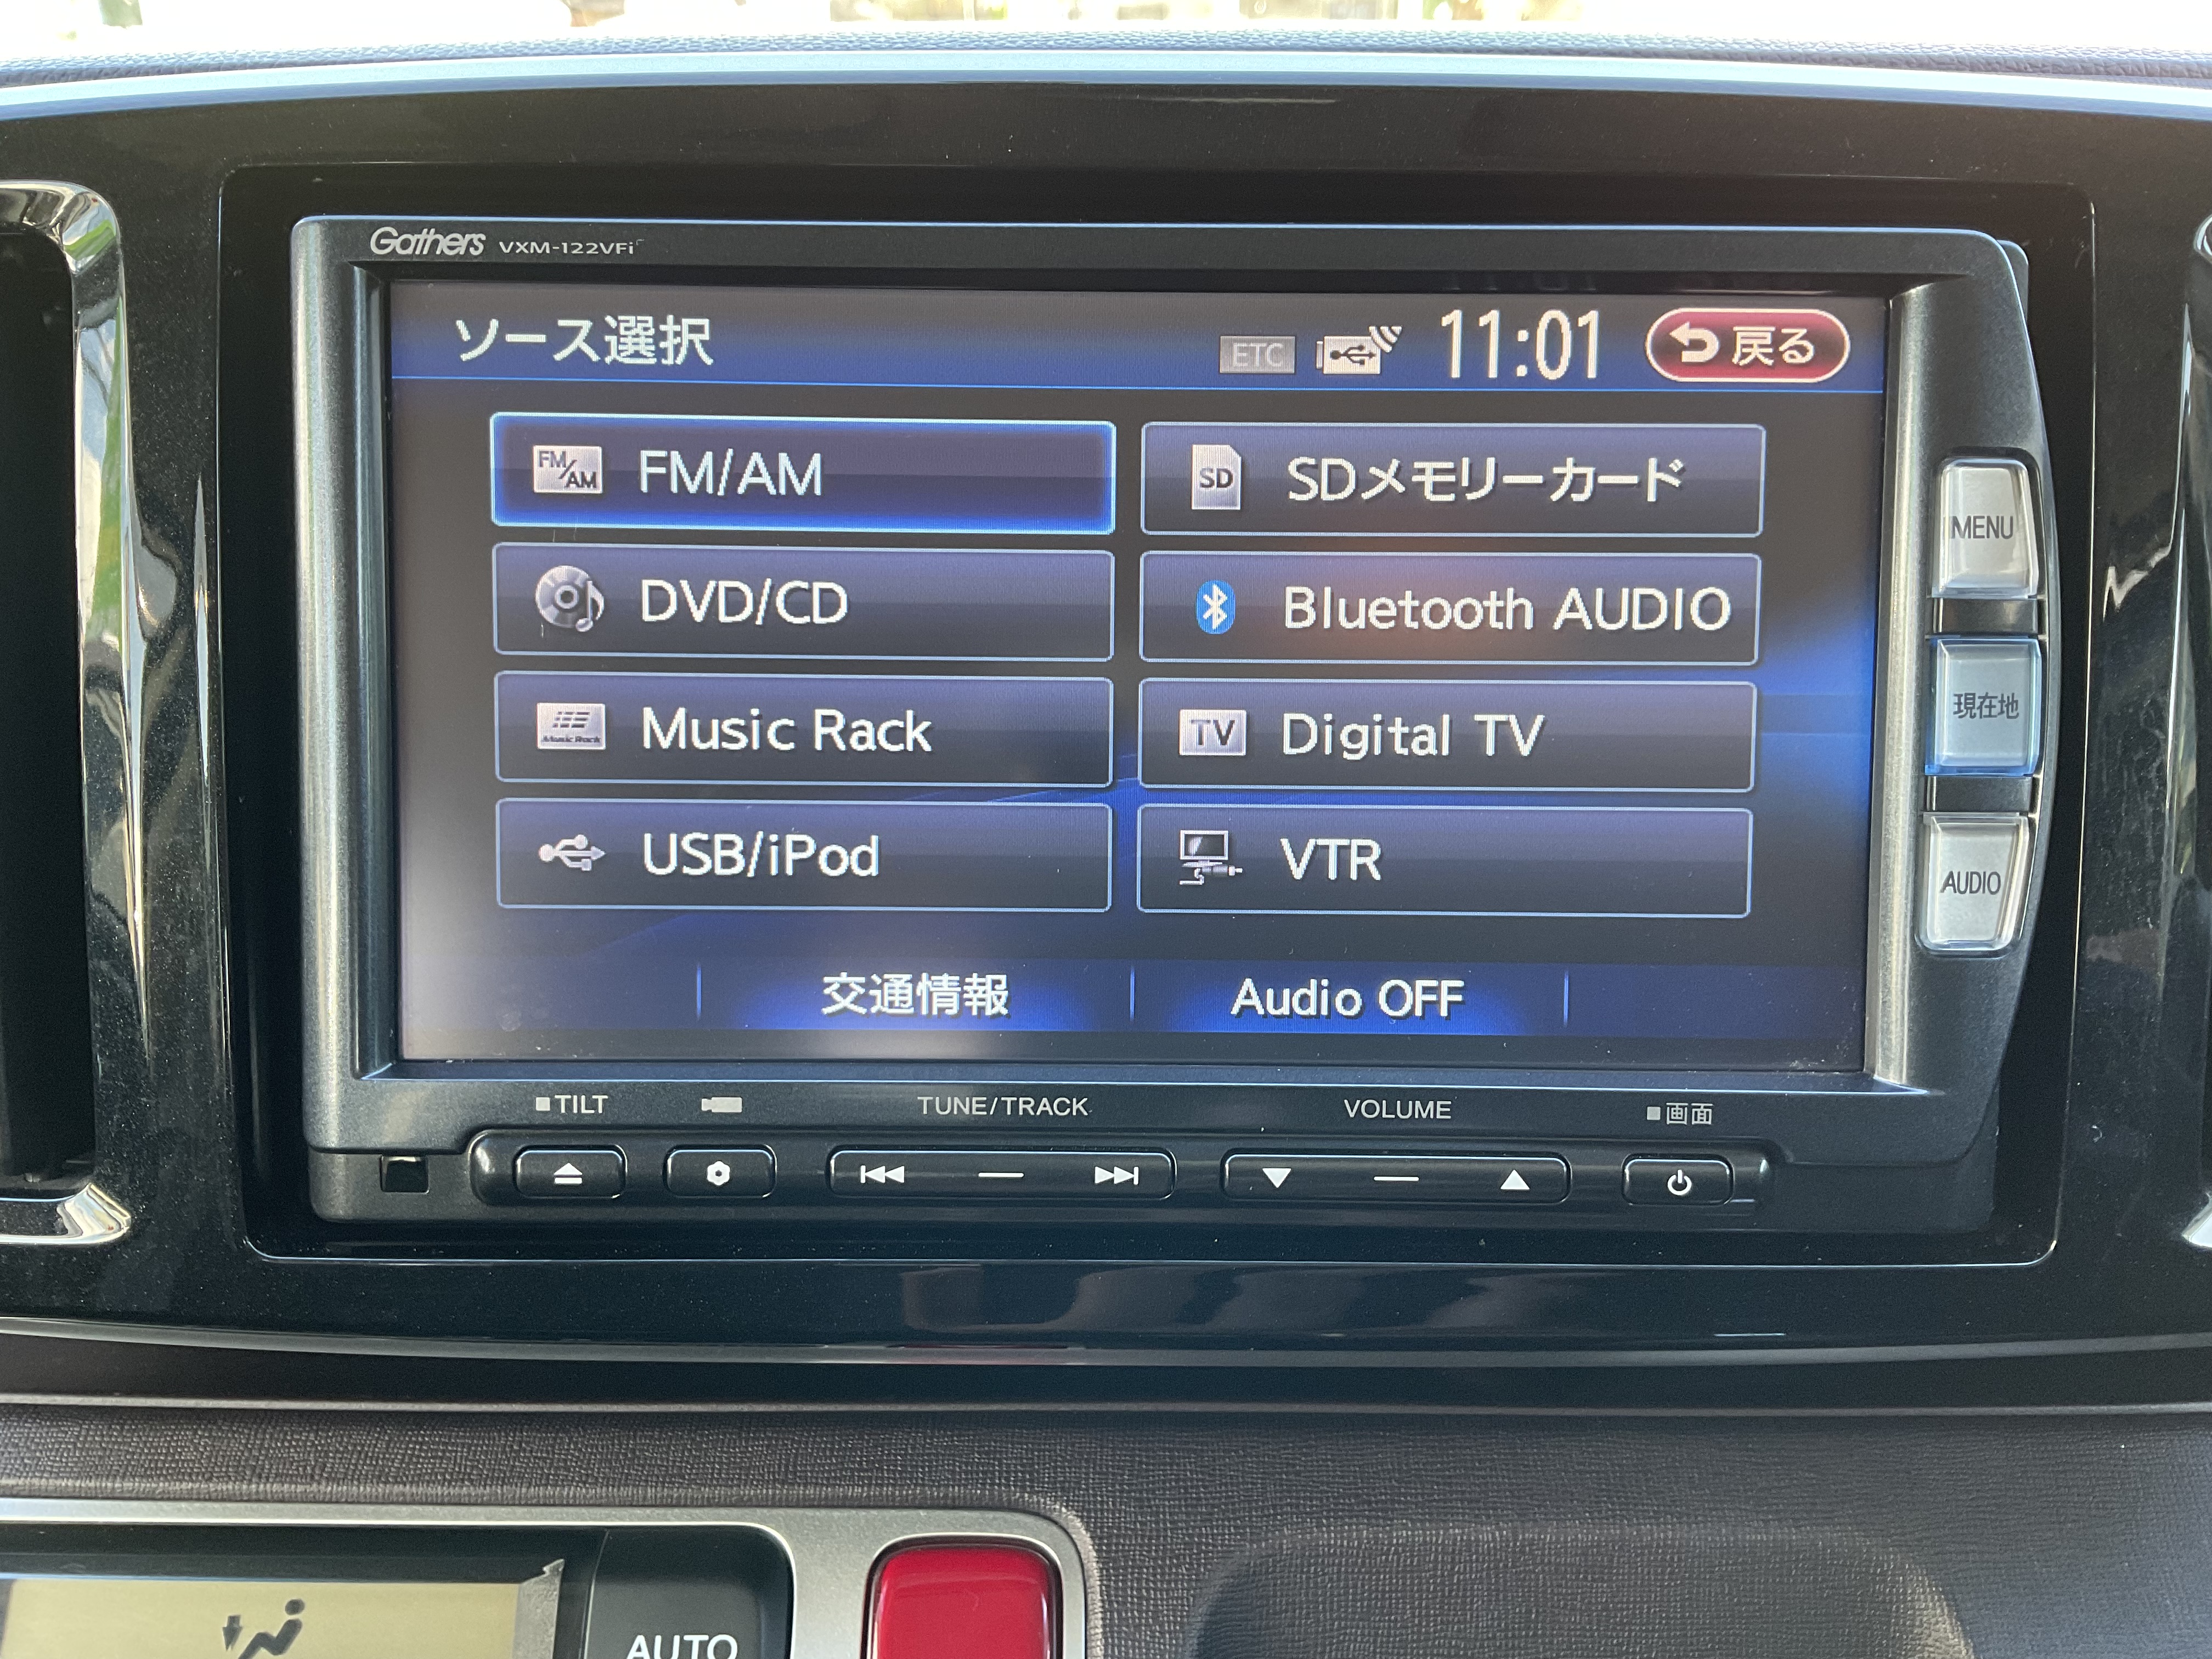 Gathers VXM-122VFi
ソース選択 ETC 11:01 戻る
FM/AM FM/AM
SD SDメモリーカード
DVD/CD
Bluetooth AUDIO
Music Rack Music Rack
TV Digital TV
USB/iPod
VTR
交通情報 Audio OFF
MENU
現在地
AUDIO
■TILT TUNE/TRACK VOLUME ■画面
AUTO